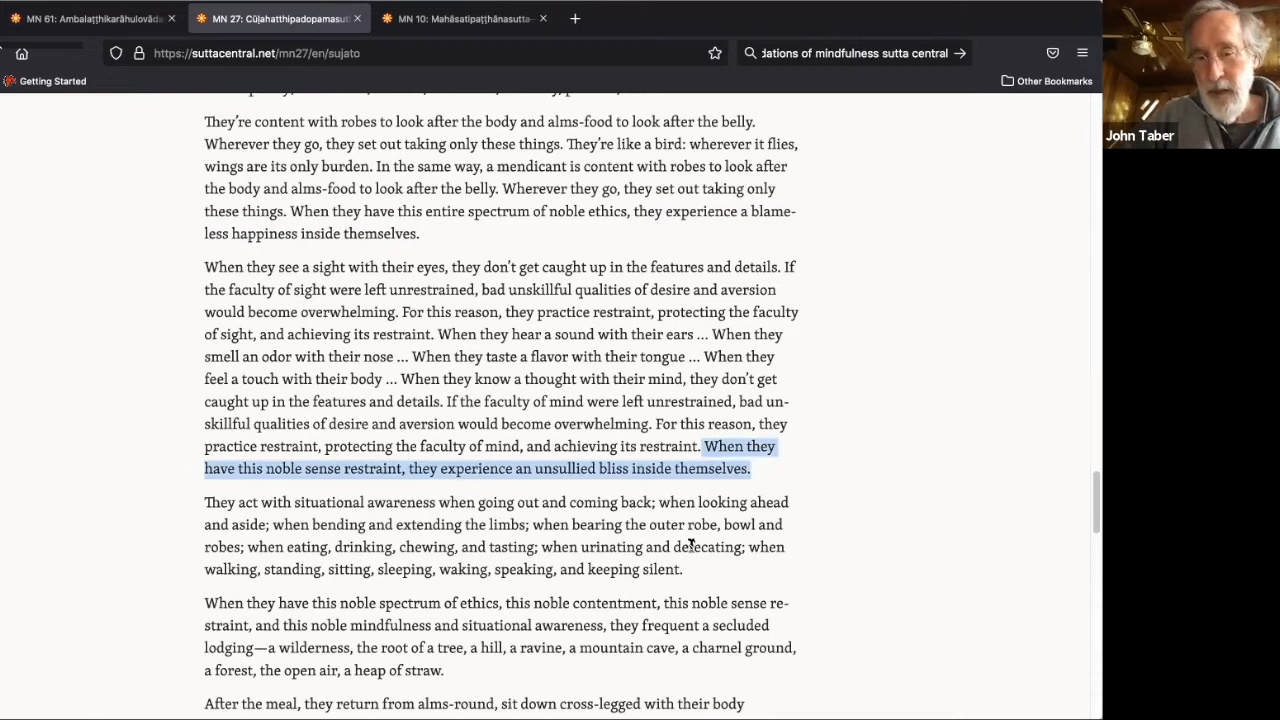 MN 61: Ambalaṭṭhikarāhulovāda
MN 27: Cūḷahatthipadopamasut
MN 10: Mahāsatipaṭṭhānasutta—
https://suttacentral.net/mn27/en/sujato
dations of mindfulness sutta central
Getting Started
Other Bookmarks
John Taber
They’re content with robes to look after the body and alms-food to look after the belly.
Wherever they go, they set out taking only these things. They’re like a bird: wherever it flies,
wings are its only burden. In the same way, a mendicant is content with robes to look after
the body and alms-food to look after the belly. Wherever they go, they set out taking only
these things. When they have this entire spectrum of noble ethics, they experience a blame-
less happiness inside themselves.
When they see a sight with their eyes, they don’t get caught up in the features and details. If
the faculty of sight were left unrestrained, bad unskillful qualities of desire and aversion
would become overwhelming. For this reason, they practice restraint, protecting the faculty
of sight, and achieving its restraint. When they hear a sound with their ears … When they
smell an odor with their nose … When they taste a flavor with their tongue … When they
feel a touch with their body … When they know a thought with their mind, they don’t get
caught up in the features and details. If the faculty of mind were left unrestrained, bad un-
skillful qualities of desire and aversion would become overwhelming. For this reason, they
practice restraint, protecting the faculty of mind, and achieving its restraint. When they
have this noble sense restraint, they experience an unsullied bliss inside themselves.
They act with situational awareness when going out and coming back; when looking ahead
and aside; when bending and extending the limbs; when bearing the outer robe, bowl and
robes; when eating, drinking, chewing, and tasting; when urinating and defecating; when
walking, standing, sitting, sleeping, waking, speaking, and keeping silent.
When they have this noble spectrum of ethics, this noble contentment, this noble sense re-
straint, and this noble mindfulness and situational awareness, they frequent a secluded
lodging—a wilderness, the root of a tree, a hill, a ravine, a mountain cave, a charnel ground,
a forest, the open air, a heap of straw.
After the meal, they return from alms-round, sit down cross-legged with their body